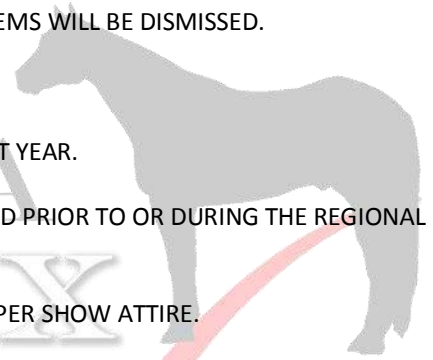 EMS WILL BE DISMISSED.
T YEAR.
D PRIOR TO OR DURING THE REGIONAL
PER SHOW ATTIRE.
X